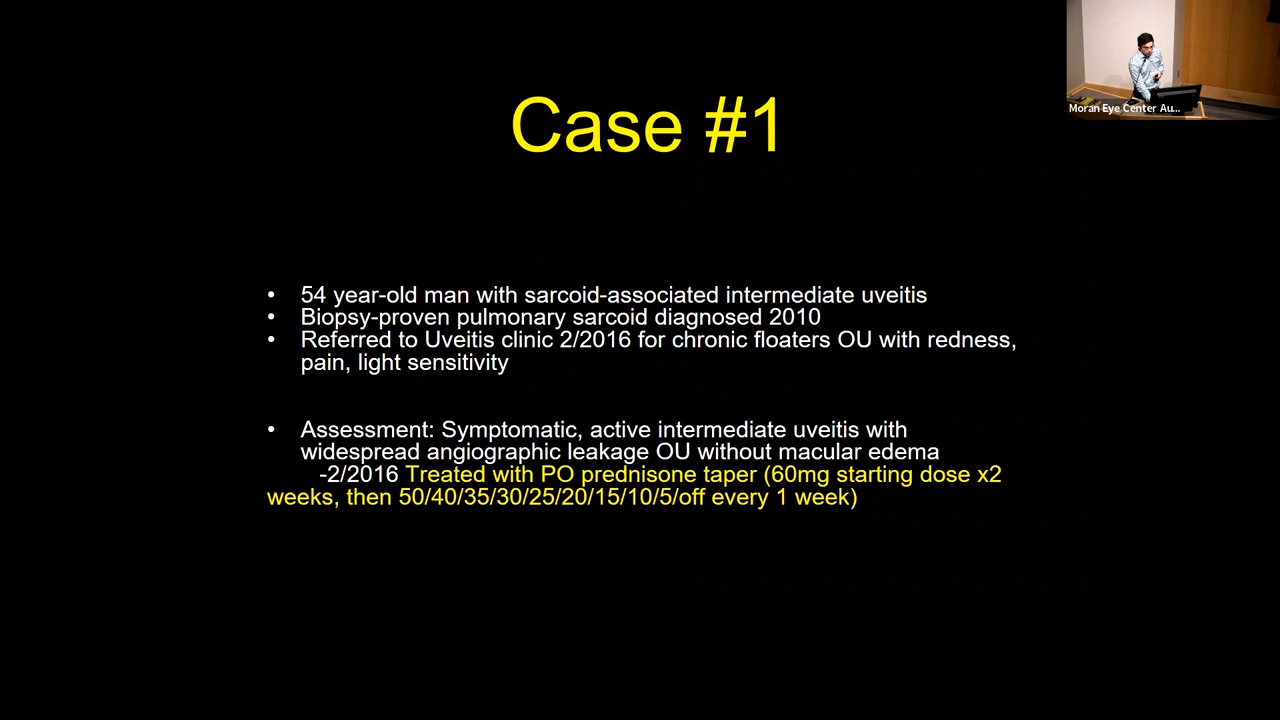 Moran Eye Center Au...
Case #1
• 54 year-old man with sarcoid-associated intermediate uveitis
• Biopsy-proven pulmonary sarcoid diagnosed 2010
• Referred to Uveitis clinic 2/2016 for chronic floaters OU with redness,
pain, light sensitivity
• Assessment: Symptomatic, active intermediate uveitis with
widespread angiographic leakage OU without macular edema
-2/2016 Treated with PO prednisone taper (60mg starting dose x2
weeks, then 50/40/35/30/25/20/15/10/5/off every 1 week)